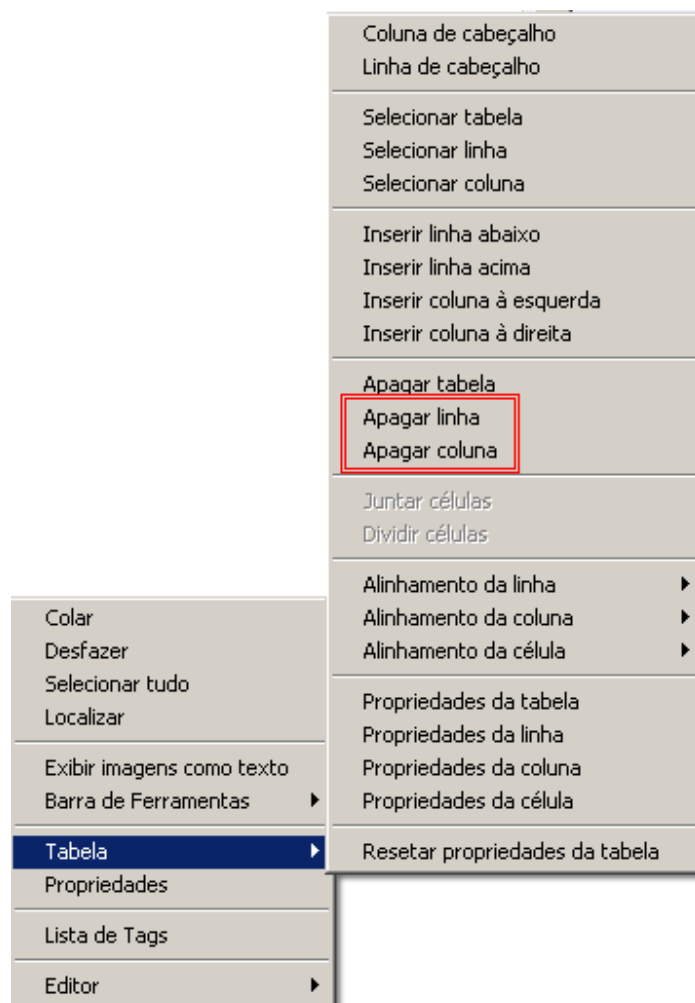 Coluna de cabeçalho
Linha de cabeçalho
Selecionar tabela
Selecionar linha
Selecionar coluna
Inserir linha abaixo
Inserir linha acima
Inserir coluna à esquerda
Inserir coluna à direita
Apagar tabela
Apagar linha
Apagar coluna
Juntar células
Dividir células
Alinhamento da linha
Alinhamento da coluna
Alinhamento da célula
Propriedades da tabela
Propriedades da linha
Propriedades da coluna
Propriedades da célula
Resetar propriedades da tabela
Colar
Desfazer
Selecionar tudo
Localizar
Exibir imagens como texto
Barra de Ferramentas
Tabela
Propriedades
Lista de Tags
Editor